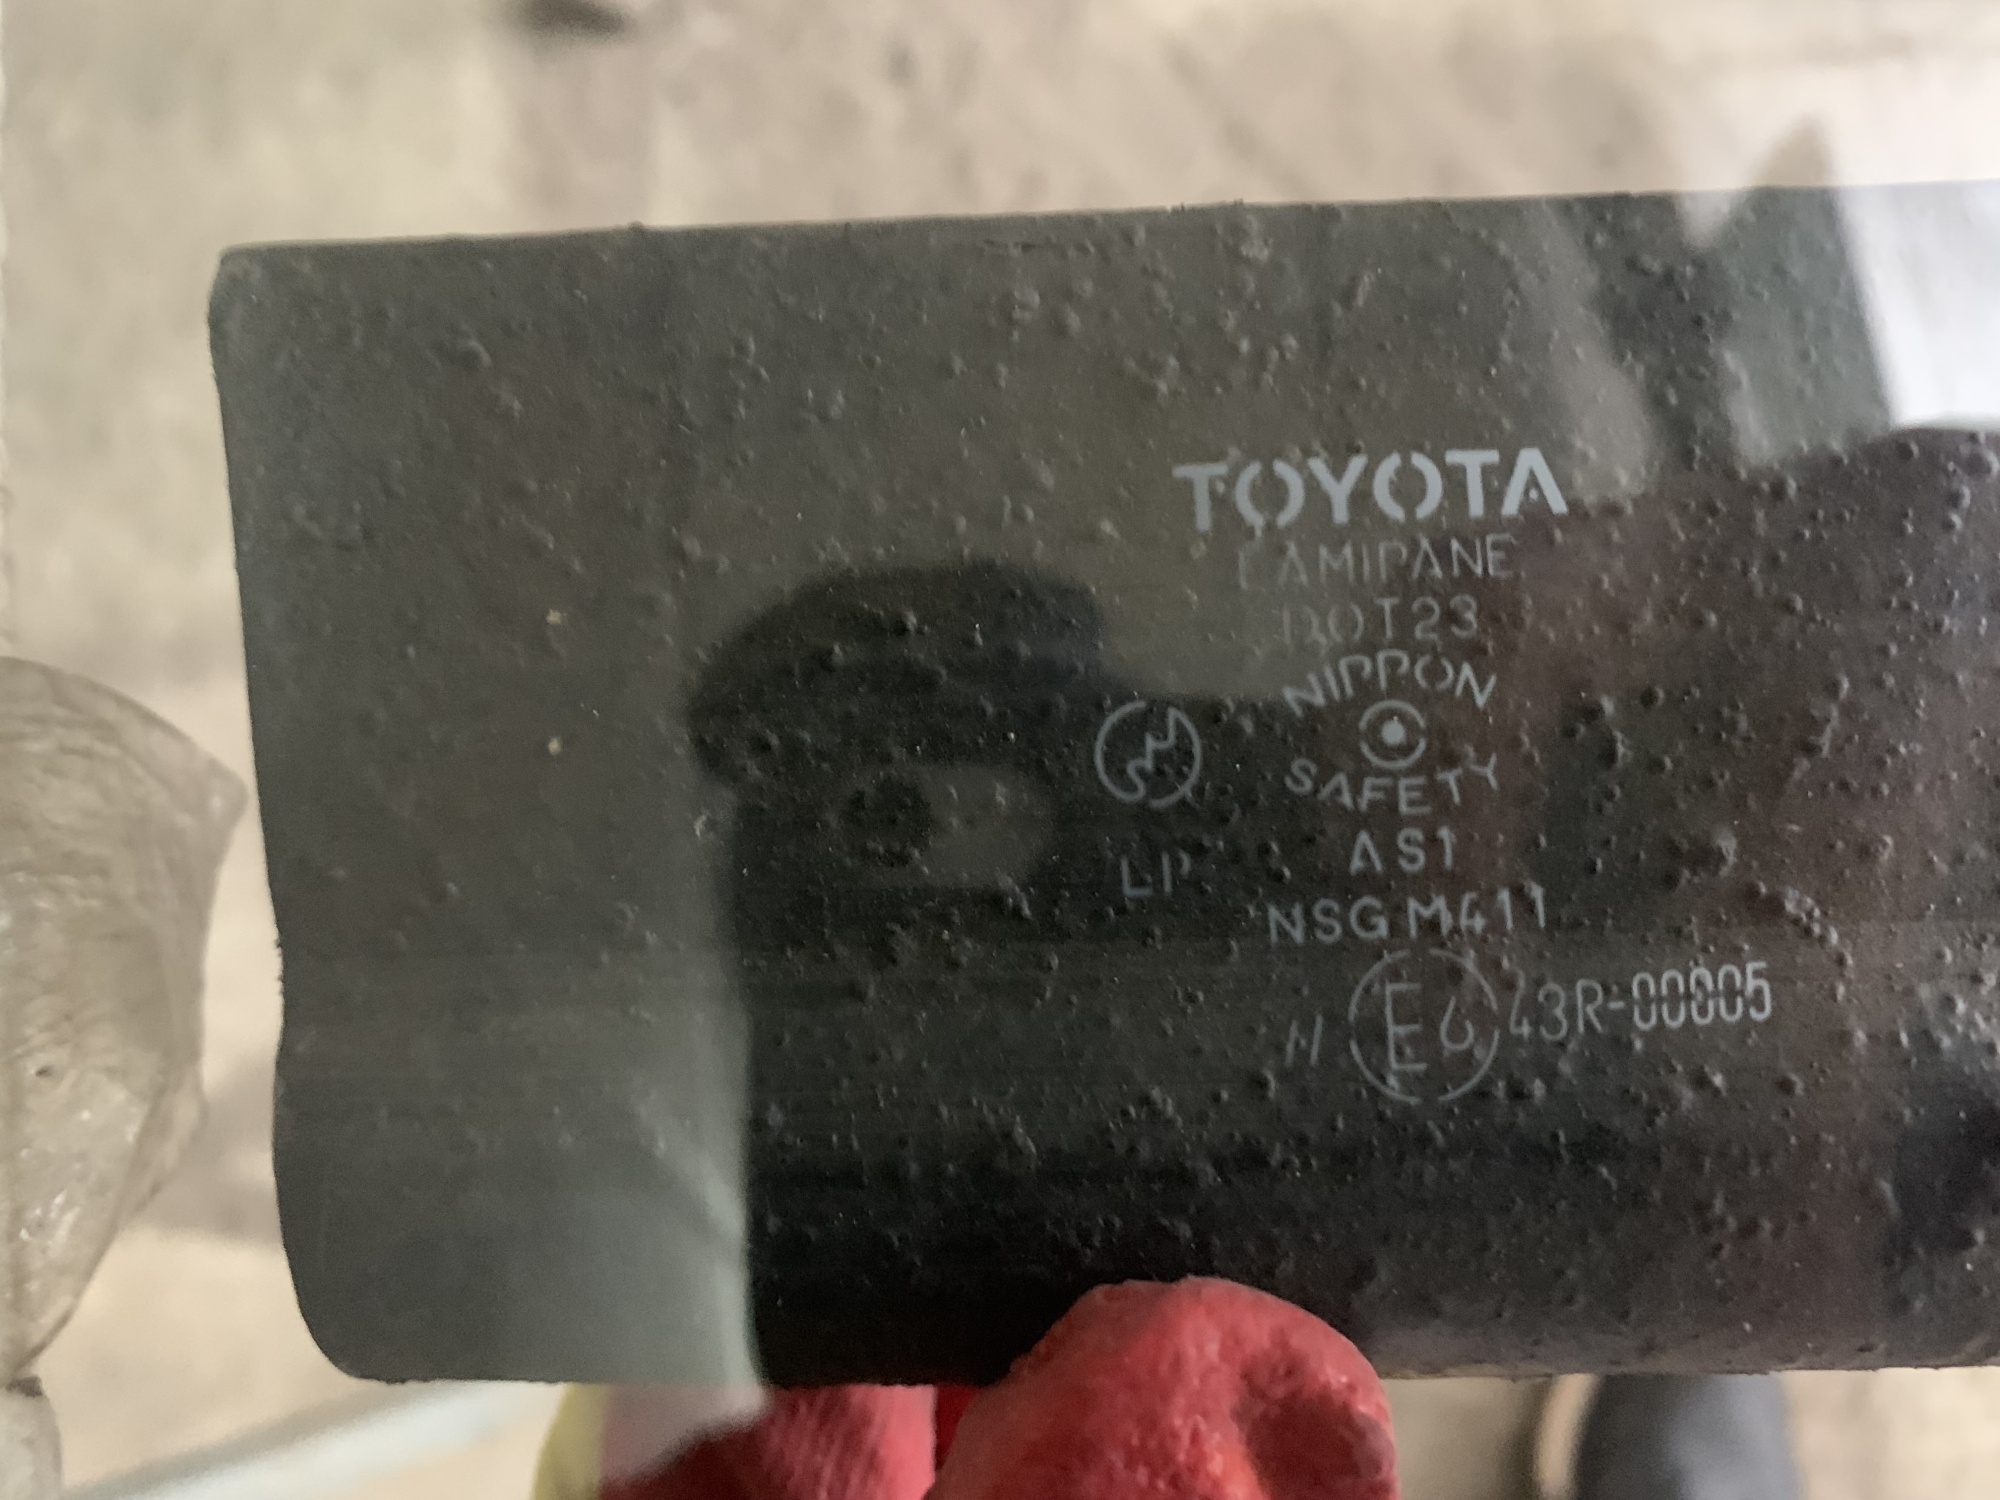 TOYOTA
LAMIPANE
DOT23
NIPPON
SAFETY
AS1
LP
NSG M411
// E6 43R-00005